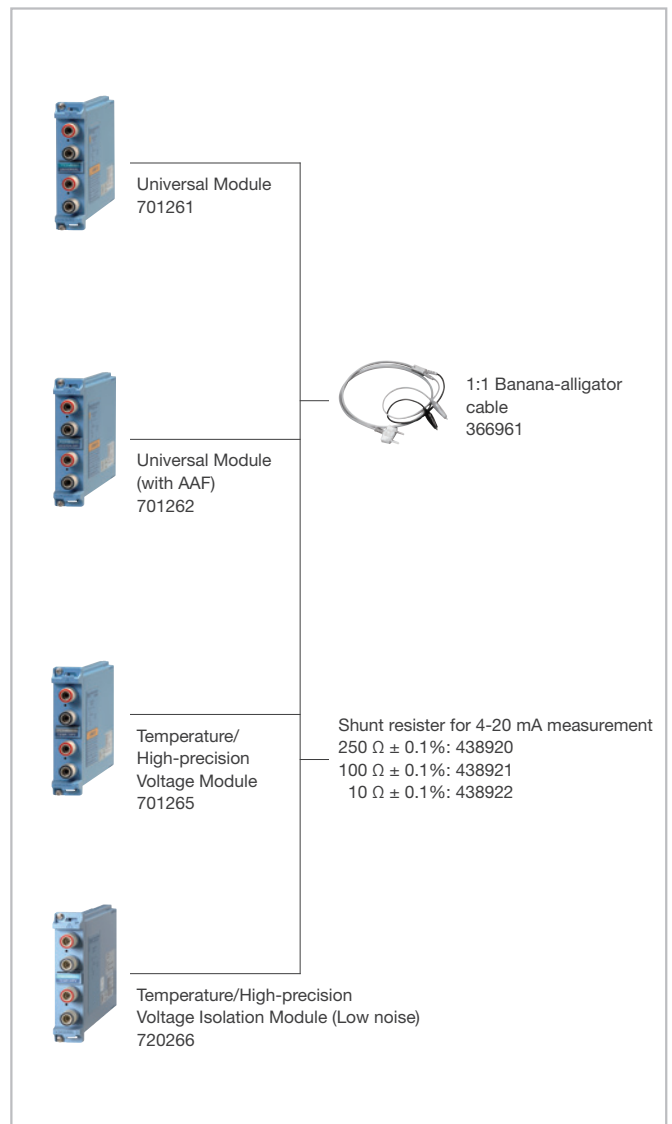 Universal Module
701261
1:1 Banana-alligator
cable
366961
Universal Module
(with AAF)
701262
Temperature/
High-precision
Voltage Module
701265
Shunt resister for 4-20 mA measurement
250 Ω ± 0.1%: 438920
100 Ω ± 0.1%: 438921
10 Ω ± 0.1%: 438922
Temperature/High-precision
Voltage Isolation Module (Low noise)
720266